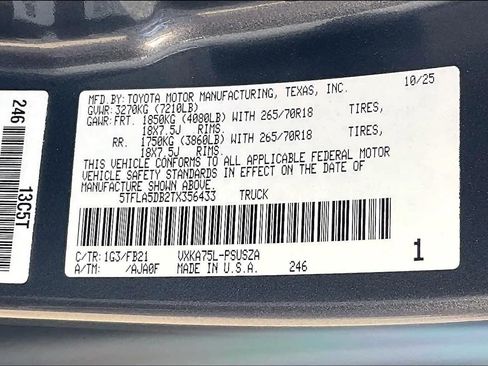 MFD.BY: TOYOTA MOTOR MANUFACTURING, TEXAS, INC. 10/25
GVWR: 3270KG (7210LB)
GAWR: FRT. 1850KG (4080LB) WITH 265/70R18 TIRES,
18X7.5J RIMS.
RR. 1750KG (3860LB) WITH 265/70R18 TIRES,
18X7.5J RIMS.
THIS VEHICLE CONFORMS TO ALL APPLICABLE FEDERAL MOTOR
VEHICLE SAFETY STANDARDS IN EFFECT ON THE DATE OF
MANUFACTURE SHOWN ABOVE.
5TFLA5DB2TX356433 TRUCK
C/TR: 1G3/FB21 VXKA75L-PSUSZA
A/TM: /AJA0F MADE IN U.S.A. 246
1
246
13C5T